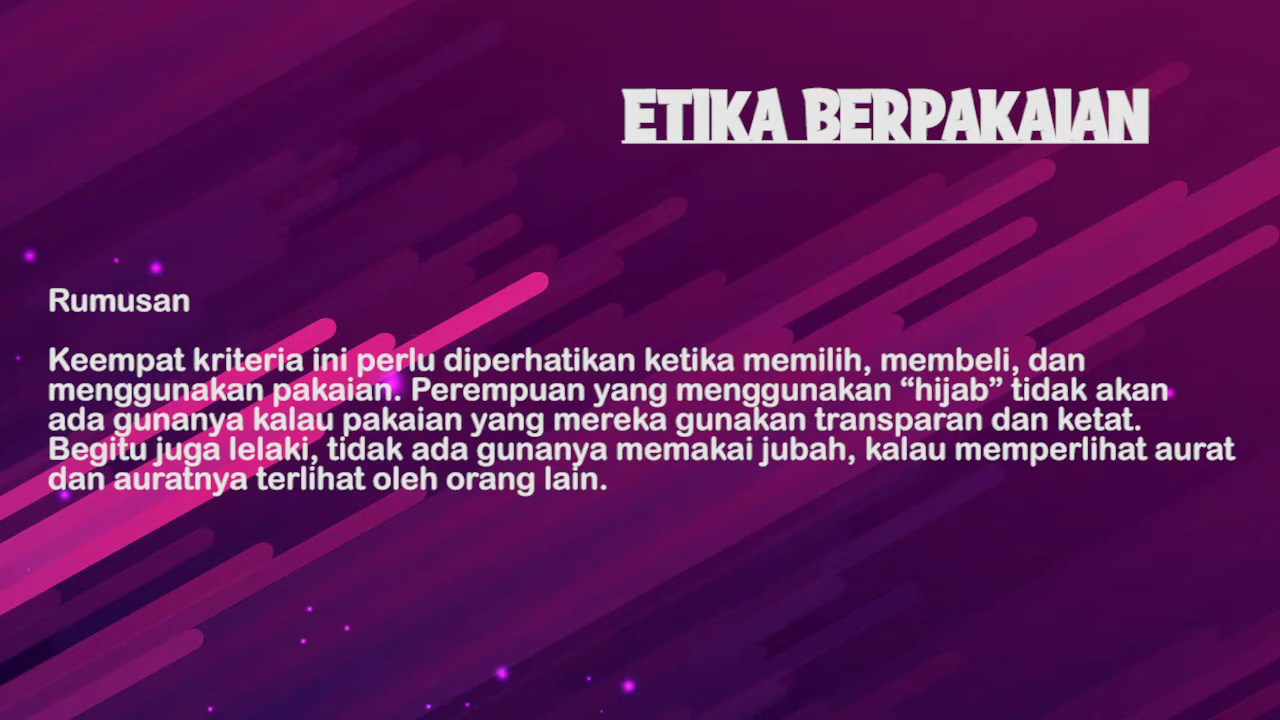 ETIKA BERPAKAIAN
Rumusan
Keempat kriteria ini perlu diperhatikan ketika memilih, membeli, dan
menggunakan pakaian. Perempuan yang menggunakan “hijab” tidak akan
ada gunanya kalau pakaian yang mereka gunakan transparan dan ketat.
Begitu juga lelaki, tidak ada gunanya memakai jubah, kalau memperlihat aurat
dan auratnya terlihat oleh orang lain.